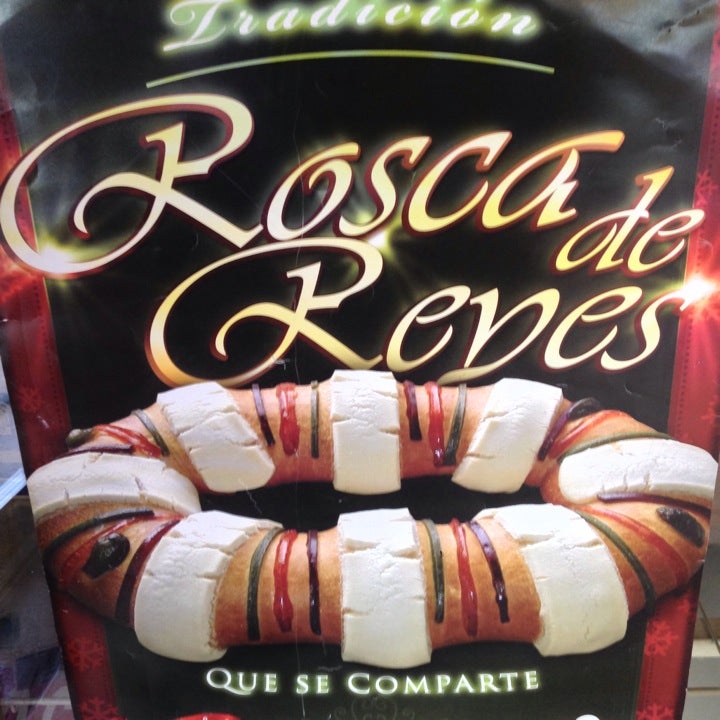 Tradición
Rosca de
Reyes
Que se Comparte